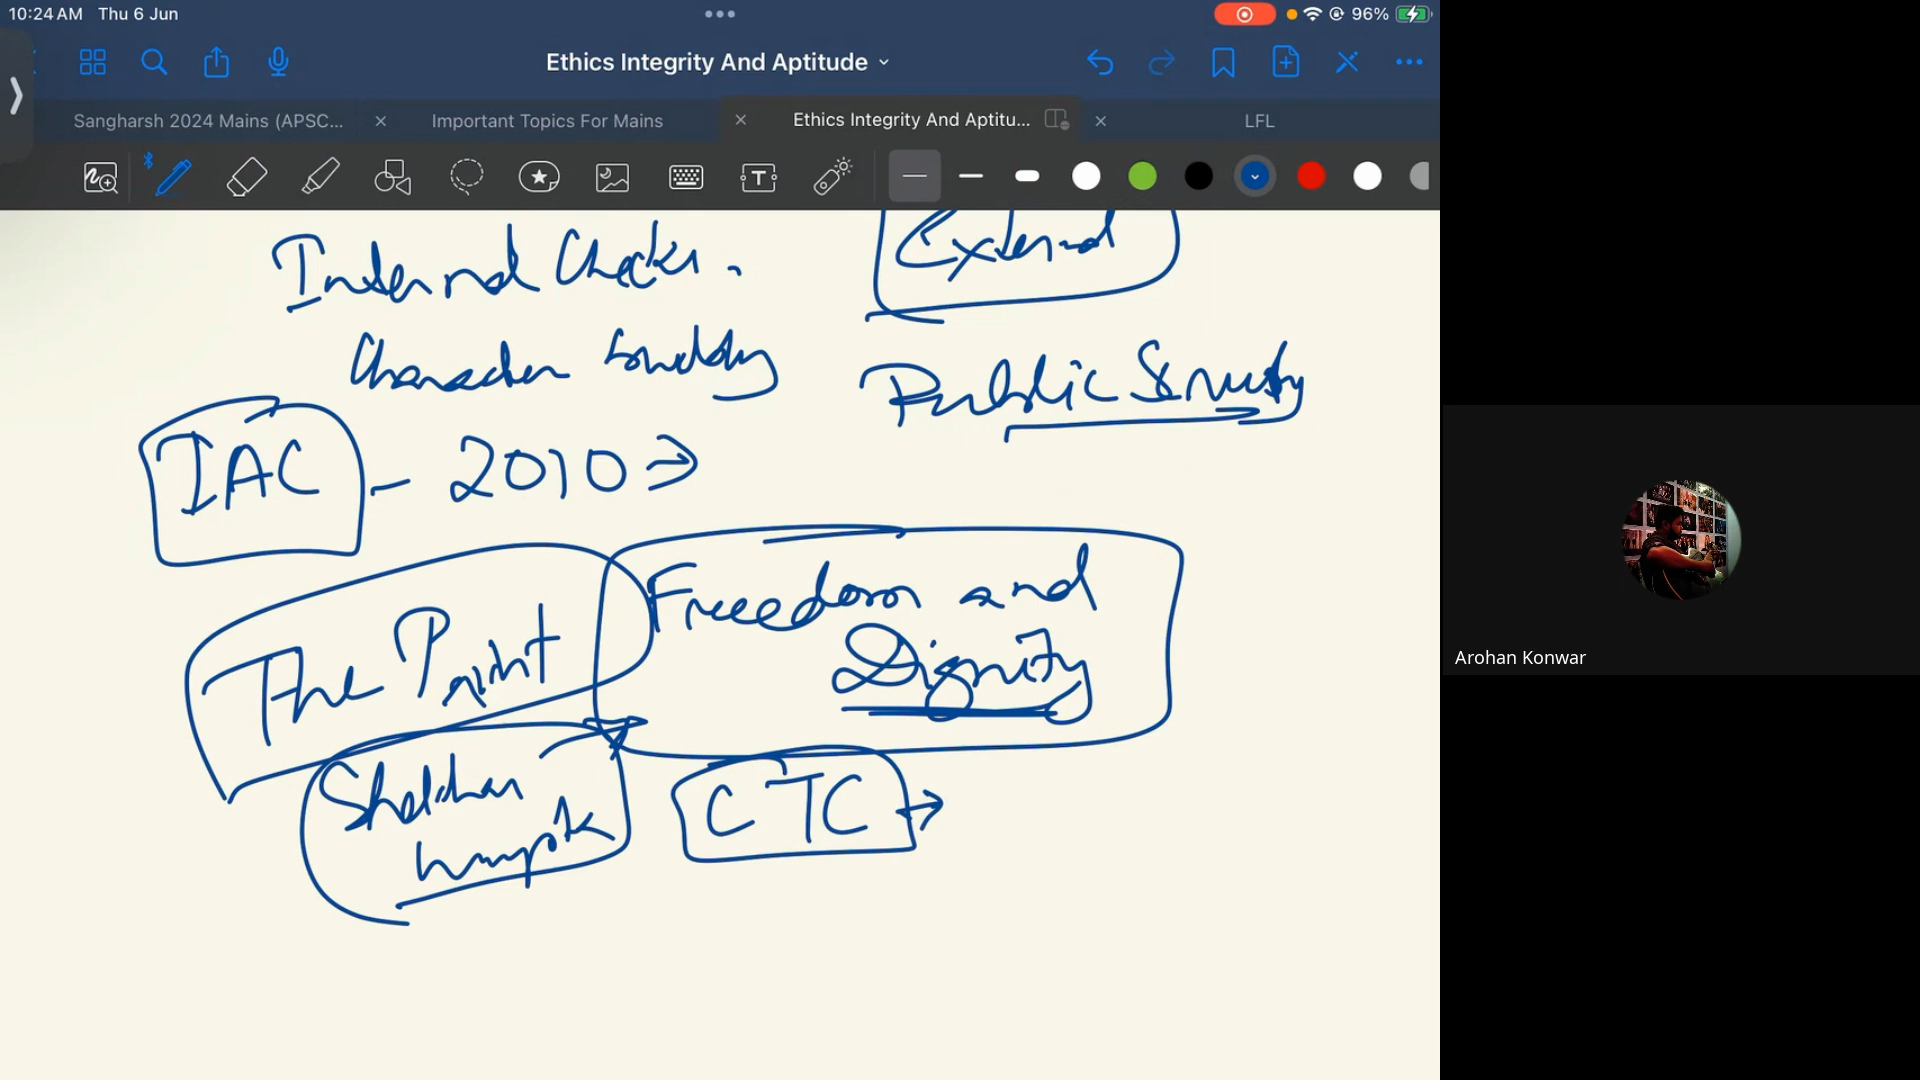 10:24 AM Thu 6 Jun
96%
Ethics Integrity And Aptitude
Sangharsh 2024 Mains (APSC...
Important Topics For Mains
Ethics Integrity And Aptitu...
LFL
T
Internal Checks.
External
Character
Public Scrutiny
IAC - 2010 →
Freedom and
Dignity
The Print
Shekhar
CTC →
Arohan Konwar